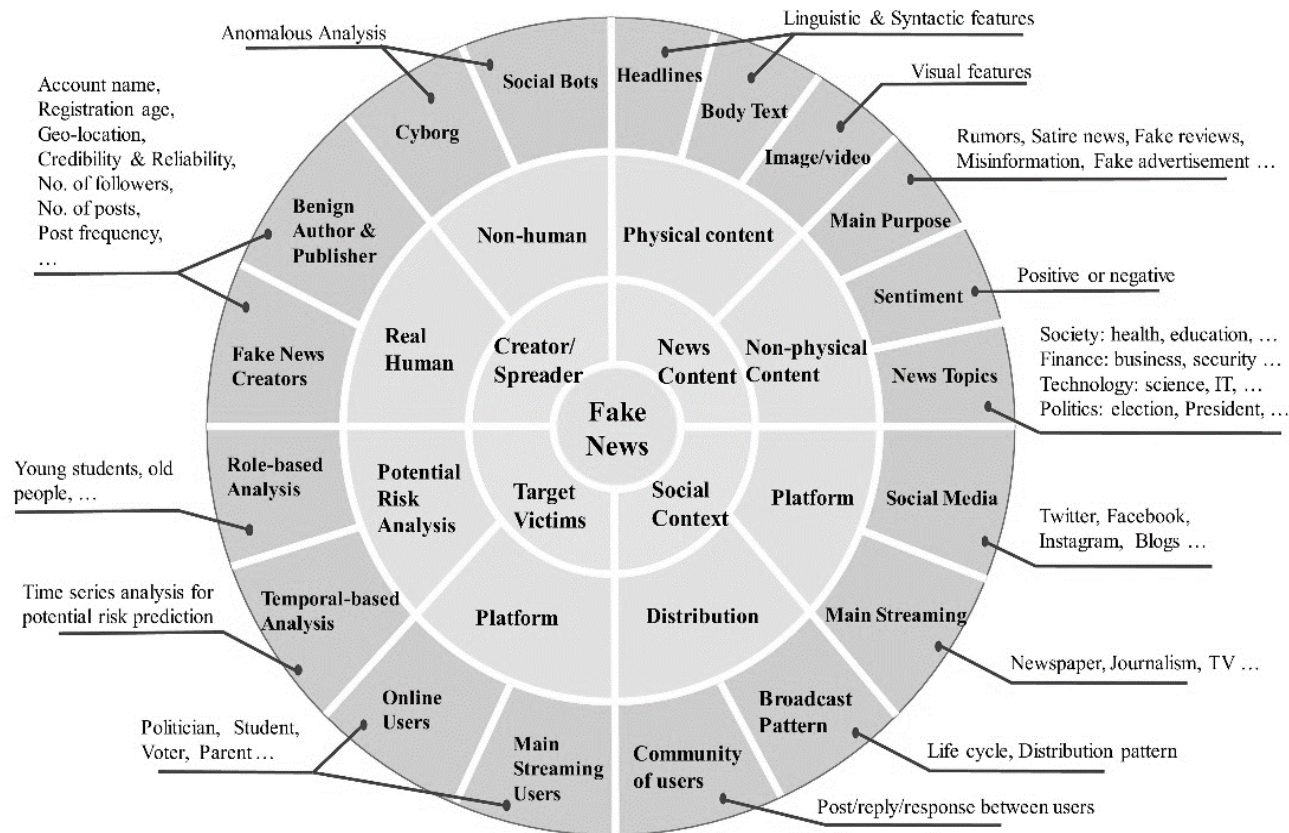 Linguistic & Syntactic features
Anomalous Analysis
Visual features
Account name,
Registration age,
Geo-location,
Credibility & Reliability,
No. of followers,
No. of posts,
Post frequency,
…
Rumors, Satire news, Fake reviews,
Misinformation, Fake advertisement …
Positive or negative
Society: health, education, …
Finance: business, security …
Technology: science, IT, …
Politics: election, President, …
Social Bots
Headlines
Cyborg
Body Text
Image/video
Benign
Author &
Publisher
Main Purpose
Non-human
Physical content
Sentiment
Fake News
Creators
Real
Human
Creator/
Spreader
News
Content
Non-physical
Content
News Topics
Fake
News
Role-based
Analysis
Potential
Risk
Analysis
Target
Victims
Social
Context
Platform
Social Media
Young students, old
people, …
Twitter, Facebook,
Instagram, Blogs …
Time series analysis for
potential risk prediction
Temporal-based
Analysis
Platform
Distribution
Main Streaming
Newspaper, Journalism, TV …
Online
Users
Broadcast
Pattern
Politician, Student,
Voter, Parent …
Main
Streaming
Users
Community
of users
Life cycle, Distribution pattern
Post/reply/response between users